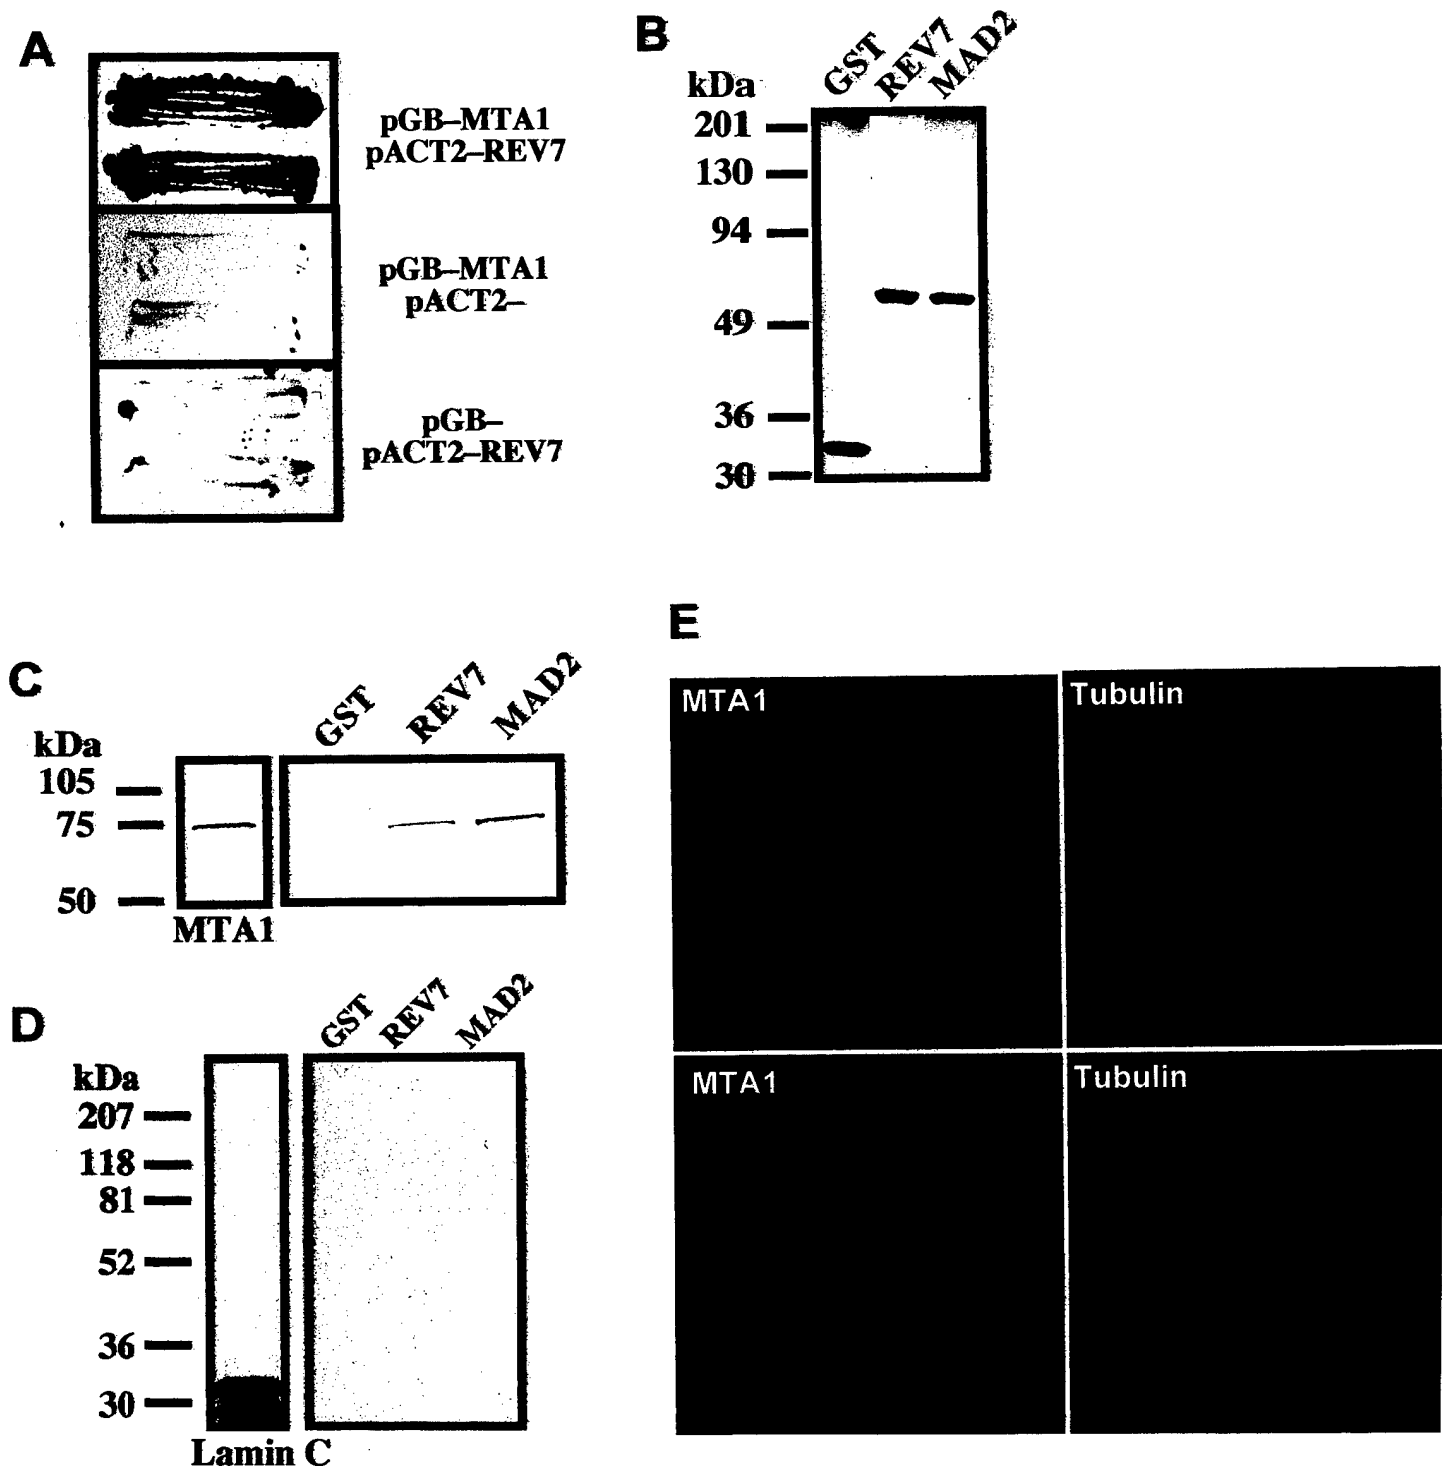 A
pGB–MTA1
pACT2–REV7
pGB–MTA1
pACT2–
pGB–
pACT2–REV7
B
GST
REV7
MAD2
kDa
201
130
94
49
36
30
C
GST
REV7
MAD2
kDa
105
75
50
MTA1
D
GST
REV7
MAD2
kDa
207
118
81
52
36
30
Lamin C
E
MTA1
Tubulin
MTA1
Tubulin